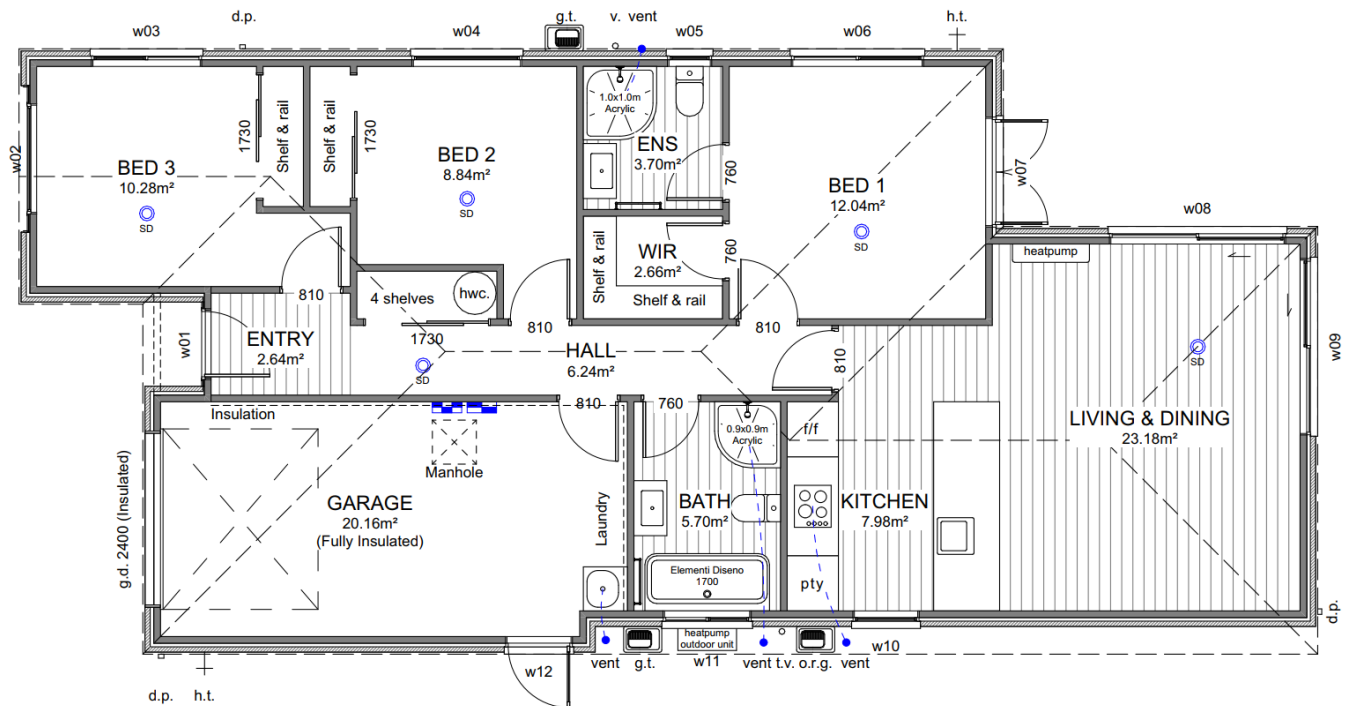 d.p.
g.t.
v. vent
h.t.
w03
w04
w05
w06
w02
BED 3
10.28m²
SD
1730
Shelf & rail
Shelf & rail
1730
BED 2
8.84m²
SD
1.0x1.0m
Acrylic
ENS
3.70m²
760
BED 1
12.04m²
SD
w07
w08
heatpump
WIR
2.66m²
760
Shelf & rail
Shelf & rail
810
4 shelves
hwc.
w01
ENTRY
2.64m²
1730
SD
810
HALL
6.24m²
810
810
SD
w09
Insulation
810
760
0.9x0.9m
Acrylic
f/f
LIVING & DINING
23.18m²
Manhole
g.d. 2400 (Insulated)
GARAGE
20.16m²
(Fully Insulated)
Laundry
BATH
5.70m²
KITCHEN
7.98m²
Elementi Diseno
1700
pty
d.p.
heatpump
outdoor unit
w10
w12
vent
g.t.
w11
vent
t.v.
o.r.g.
vent
d.p.
h.t.